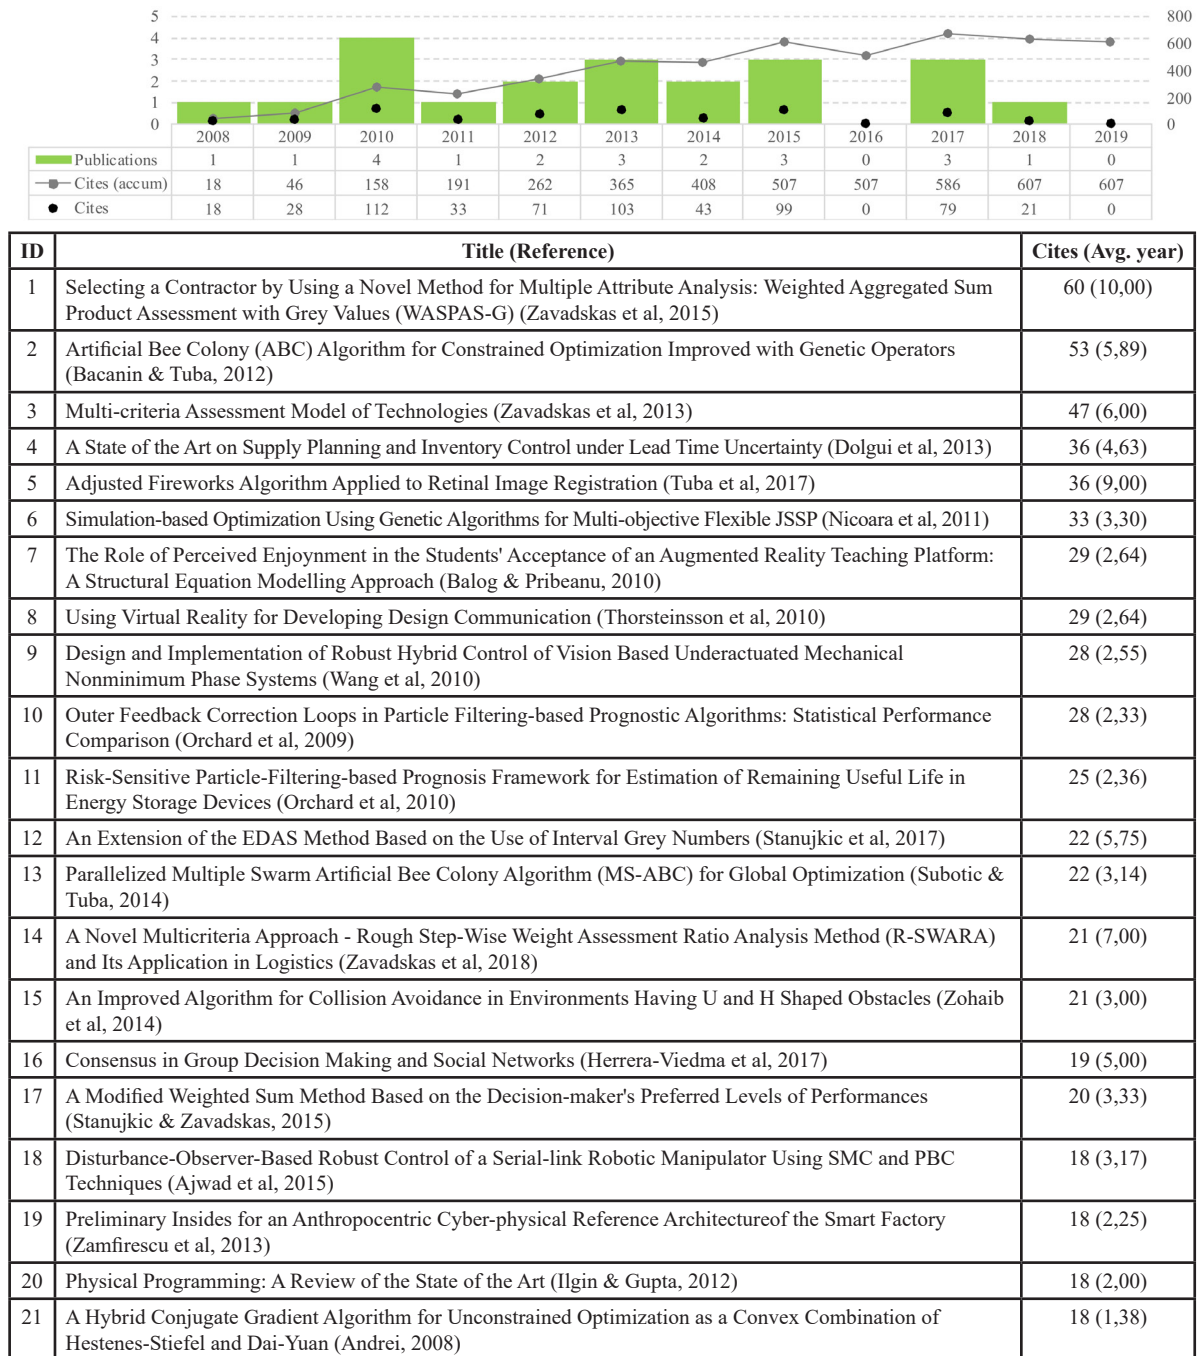 5 800
4 600
3
2 400
1 200
0 0
2008 2009 2010 2011 2012 2013 2014 2015 2016 2017 2018 2019
Publications 1 1 4 1 2 3 2 3 0 3 1 0
Cites (accum) 18 46 158 191 262 365 408 507 507 586 607 607
Cites 18 28 112 33 71 103 43 99 0 79 21 0
ID Title (Reference) Cites (Avg. year)
1 Selecting a Contractor by Using a Novel Method for Multiple Attribute Analysis: Weighted Aggregated Sum 60 (10,00)
Product Assessment with Grey Values (WASPAS-G) (Zavadskas et al, 2015)
2 Artificial Bee Colony (ABC) Algorithm for Constrained Optimization Improved with Genetic Operators 53 (5,89)
(Bacanin & Tuba, 2012)
3 Multi-criteria Assessment Model of Technologies (Zavadskas et al, 2013) 47 (6,00)
4 A State of the Art on Supply Planning and Inventory Control under Lead Time Uncertainty (Dolgui et al, 2013) 36 (4,63)
5 Adjusted Fireworks Algorithm Applied to Retinal Image Registration (Tuba et al, 2017) 36 (9,00)
6 Simulation-based Optimization Using Genetic Algorithms for Multi-objective Flexible JSSP (Nicoara et al, 2011) 33 (3,30)
7 The Role of Perceived Enjoynment in the Students' Acceptance of an Augmented Reality Teaching Platform: 29 (2,64)
A Structural Equation Modelling Approach (Balog & Pribeanu, 2010)
8 Using Virtual Reality for Developing Design Communication (Thorsteinsson et al, 2010) 29 (2,64)
9 Design and Implementation of Robust Hybrid Control of Vision Based Underactuated Mechanical 28 (2,55)
Nonminimum Phase Systems (Wang et al, 2010)
10 Outer Feedback Correction Loops in Particle Filtering-based Prognostic Algorithms: Statistical Performance 28 (2,33)
Comparison (Orchard et al, 2009)
11 Risk-Sensitive Particle-Filtering-based Prognosis Framework for Estimation of Remaining Useful Life in 25 (2,36)
Energy Storage Devices (Orchard et al, 2010)
12 An Extension of the EDAS Method Based on the Use of Interval Grey Numbers (Stanujkic et al, 2017) 22 (5,75)
13 Parallelized Multiple Swarm Artificial Bee Colony Algorithm (MS-ABC) for Global Optimization (Subotic & 22 (3,14)
Tuba, 2014)
14 A Novel Multicriteria Approach - Rough Step-Wise Weight Assessment Ratio Analysis Method (R-SWARA) 21 (7,00)
and Its Application in Logistics (Zavadskas et al, 2018)
15 An Improved Algorithm for Collision Avoidance in Environments Having U and H Shaped Obstacles (Zohaib 21 (3,00)
et al, 2014)
16 Consensus in Group Decision Making and Social Networks (Herrera-Viedma et al, 2017) 19 (5,00)
17 A Modified Weighted Sum Method Based on the Decision-maker's Preferred Levels of Performances 20 (3,33)
(Stanujkic & Zavadskas, 2015)
18 Disturbance-Observer-Based Robust Control of a Serial-link Robotic Manipulator Using SMC and PBC 18 (3,17)
Techniques (Ajwad et al, 2015)
19 Preliminary Insides for an Anthropocentric Cyber-physical Reference Architectureof the Smart Factory 18 (2,25)
(Zamfirescu et al, 2013)
20 Physical Programming: A Review of the State of the Art (Ilgin & Gupta, 2012) 18 (2,00)
21 A Hybrid Conjugate Gradient Algorithm for Unconstrained Optimization as a Convex Combination of 18 (1,38)
Hestenes-Stiefel and Dai-Yuan (Andrei, 2008)